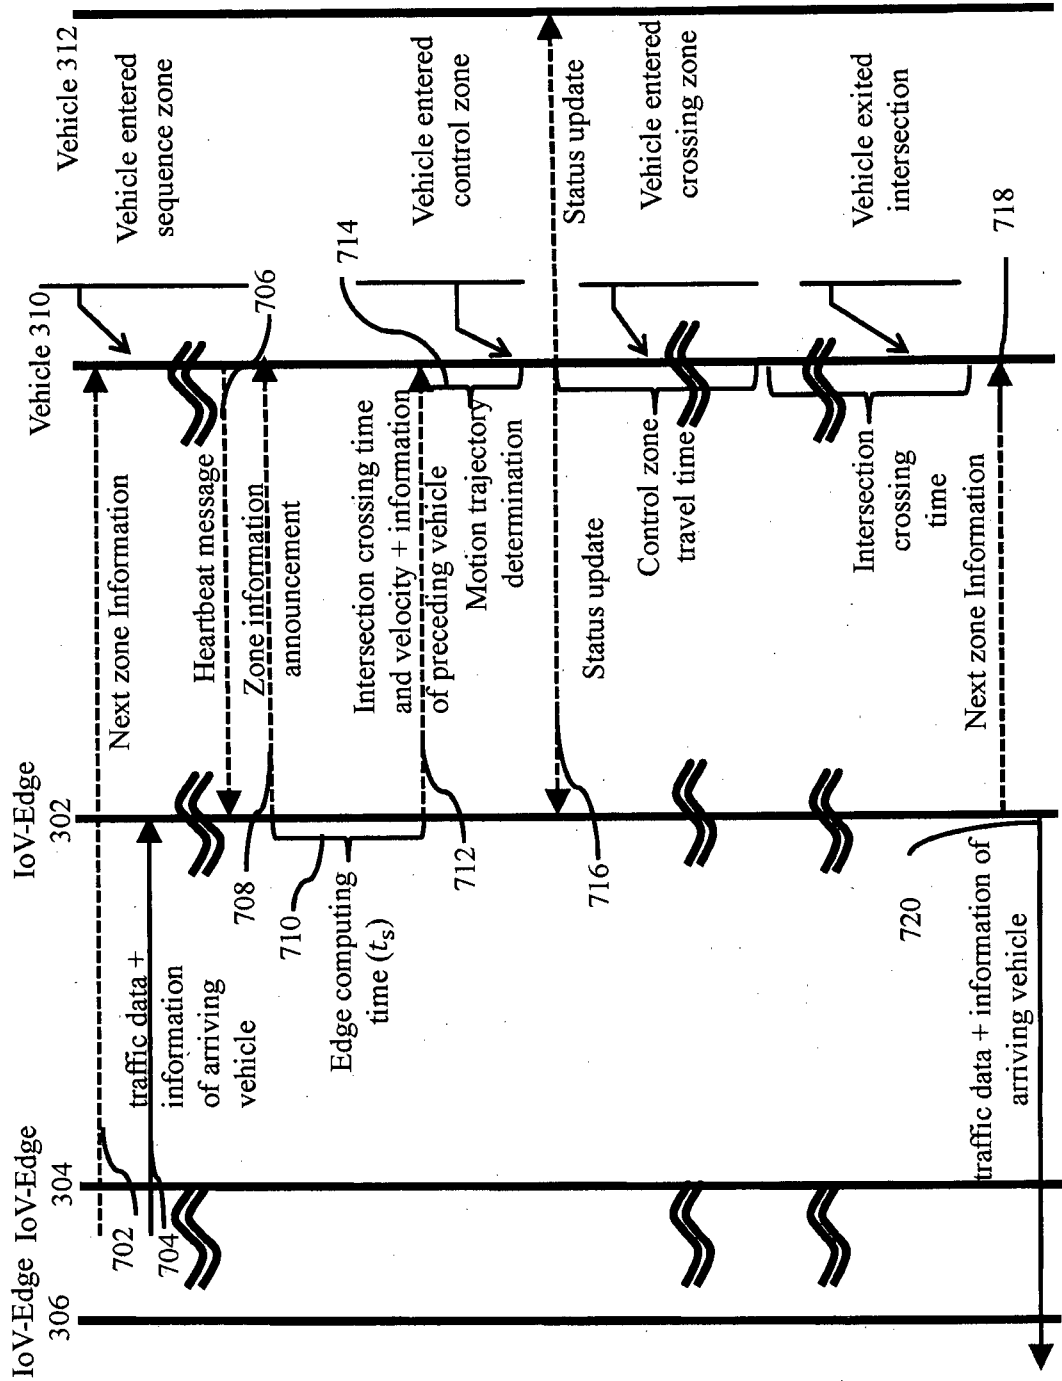 IoV-Edge
306
IoV-Edge
304
IoV-Edge
302
Vehicle 310
Vehicle 312
702
Next zone Information
Vehicle entered
sequence zone
704
traffic data +
information
of arriving
vehicle
Heartbeat message
706
708
Zone information
announcement
710
Edge computing
time (tₛ)
Intersection crossing time
and velocity + information
of preceding vehicle
712
714
Motion trajectory
determination
Vehicle entered
control zone
716
Status update
Status update
Control zone
travel time
Vehicle entered
crossing zone
Intersection
crossing
time
Vehicle exited
intersection
Next zone Information
718
720
traffic data + information of
arriving vehicle